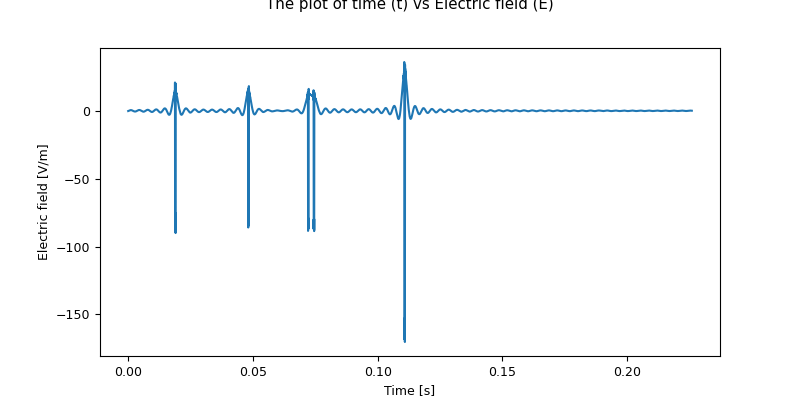 The plot of time (t) vs Electric field (E)
0
−50
−100
−150
Electric field [V/m]
0.00 0.05 0.10 0.15 0.20
Time [s]